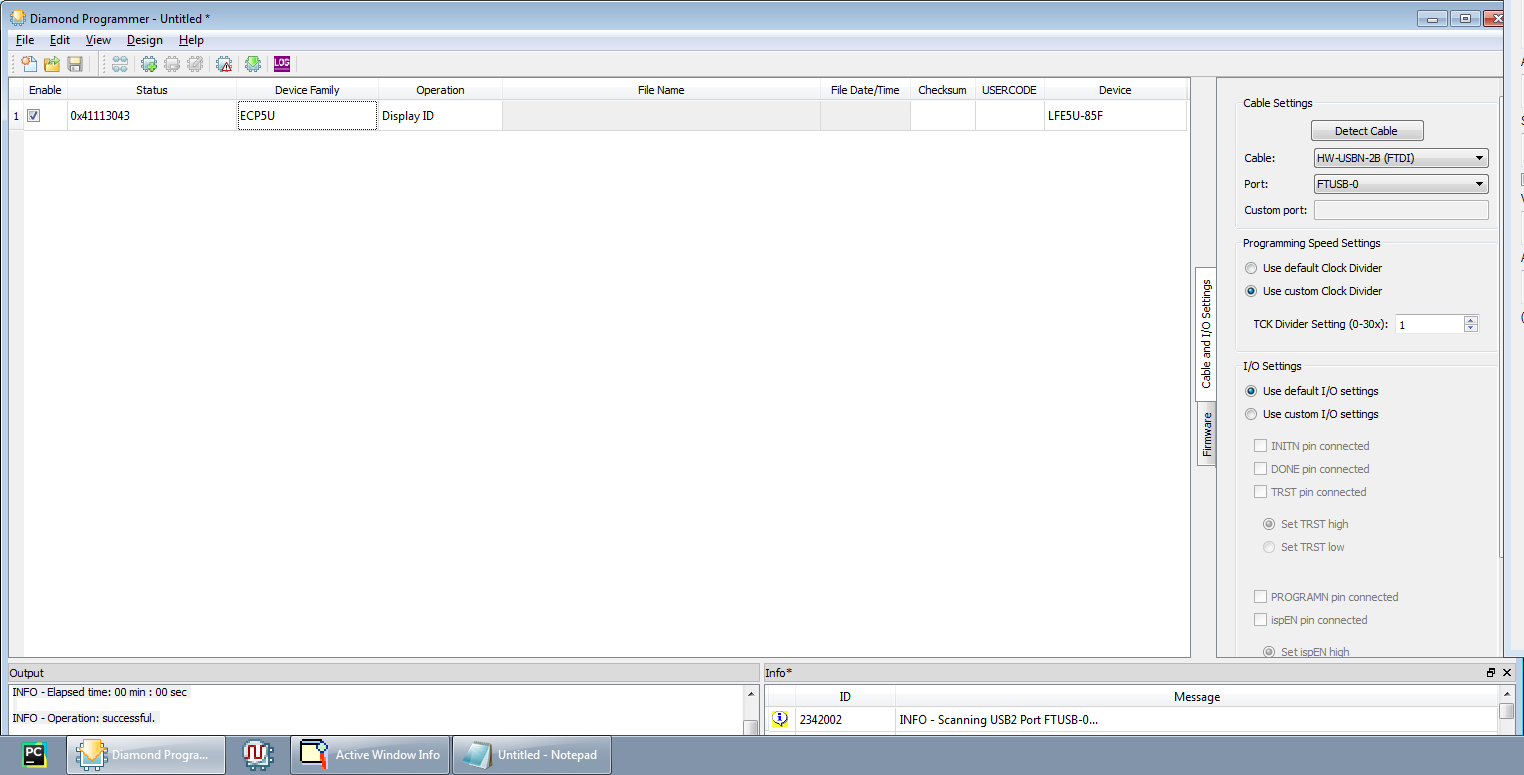 Diamond Programmer - Untitled *
File Edit View Design Help
LOG
Enable Status Device Family Operation File Name File Date/Time Checksum USERCODE Device
1 0x41113043 ECP5U Display ID LFE5U-85F
Cable Settings
Detect Cable
Cable: HW-USBN-2B (FTDI)
Port: FTUSB-0
Custom port:
Programming Speed Settings
Use default Clock Divider
Use custom Clock Divider
TCK Divider Setting (0-30x): 1
Cable and I/O Settings
Firmware
I/O Settings
Use default I/O settings
Use custom I/O settings
INITN pin connected
DONE pin connected
TRST pin connected
Set TRST high
Set TRST low
PROGRAMN pin connected
ispEN pin connected
Set ispEN high
Output
INFO - Elapsed time: 00 min : 00 sec
INFO - Operation: successful.
Info*
ID Message
2342002 INFO - Scanning USB2 Port FTUSB-0...
PC Diamond Progra... Active Window Info Untitled - Notepad